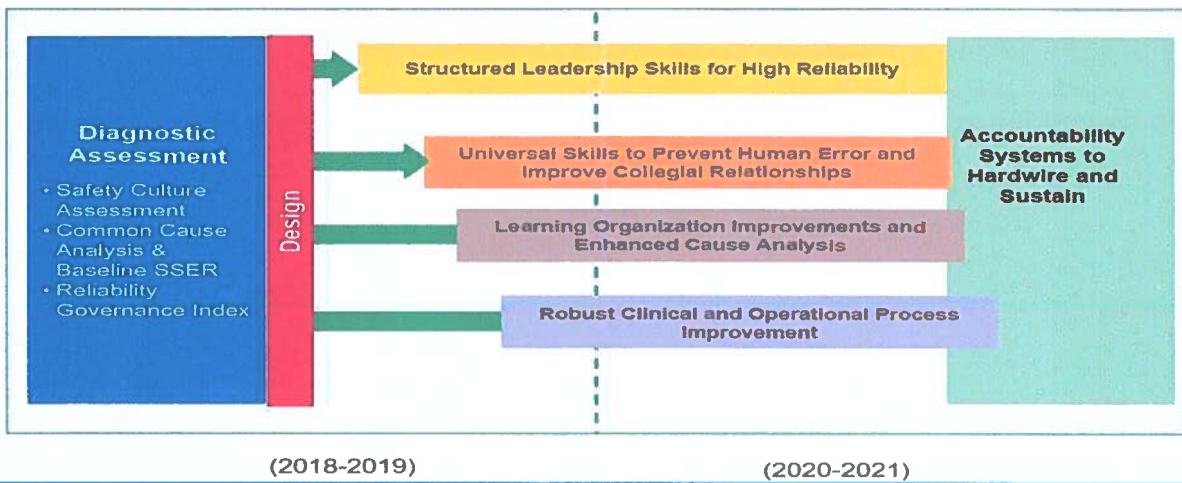 Diagnostic
Assessment
• Safety Culture
Assessment
• Common Cause
Analysis &
Baseline SSER
• Reliability
Governance Index
Design
Structured Leadership Skills for High Reliability
Universal Skills to Prevent Human Error and
Improve Collegial Relationships
Learning Organization Improvements and
Enhanced Cause Analysis
Robust Clinical and Operational Process
Improvement
Accountability
Systems to
Hardwire and
Sustain
(2018-2019)
(2020-2021)